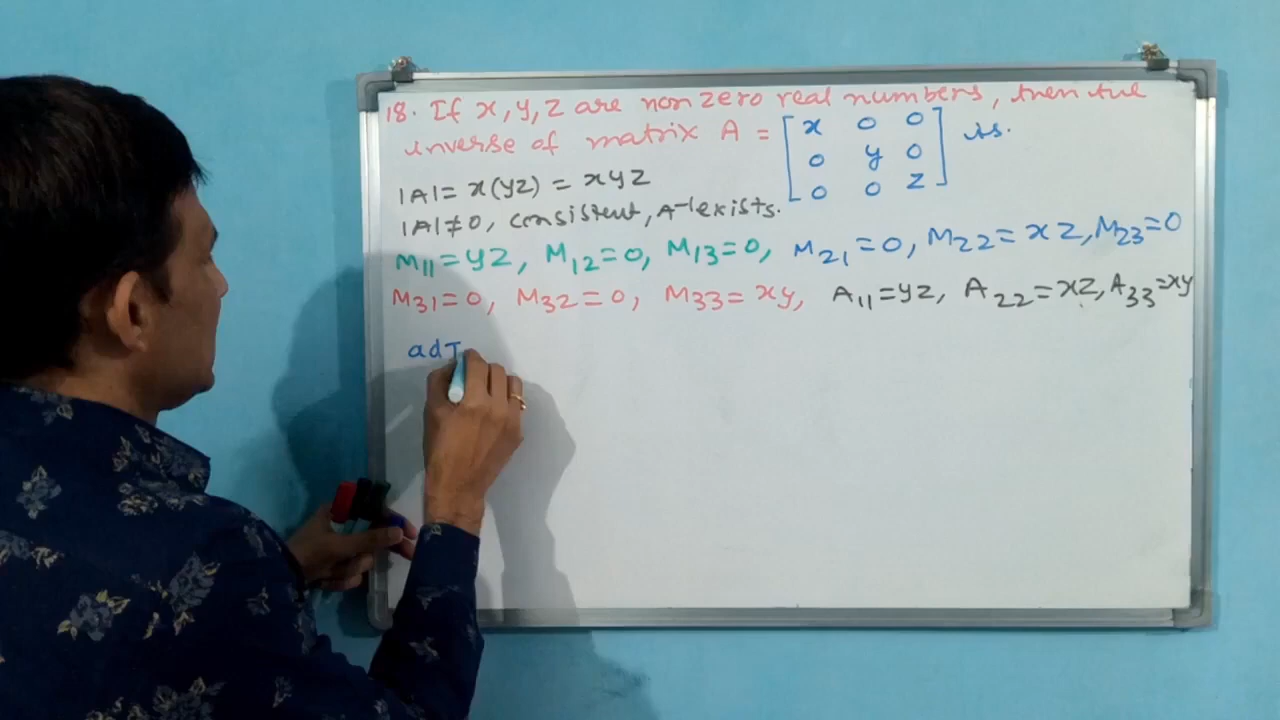 18. If x, y, z are non zero real numbers, then the
inverse of matrix A = [x 0 0
0 y 0
0 0 z] is.
|A| = x(yz) = xyz
|A| ≠ 0, consistent, A⁻¹ exists.
M₁₁ = yz, M₁₂ = 0, M₁₃ = 0, M₂₁ = 0, M₂₂ = xz, M₂₃ = 0
M₃₁ = 0, M₃₂ = 0, M₃₃ = xy, A₁₁ = yz, A₂₂ = xz, A₃₃ = xy